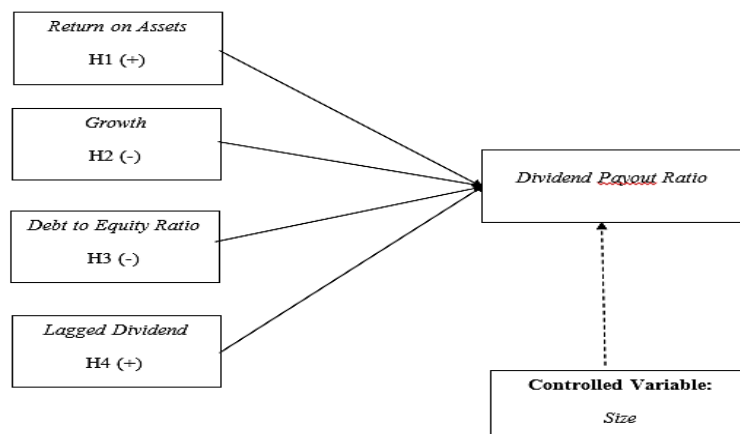 Return on Assets
H1 (+)
Growth
H2 (-)
Debt to Equity Ratio
H3 (-)
Lagged Dividend
H4 (+)
Dividend Payout Ratio
Controlled Variable:
Size